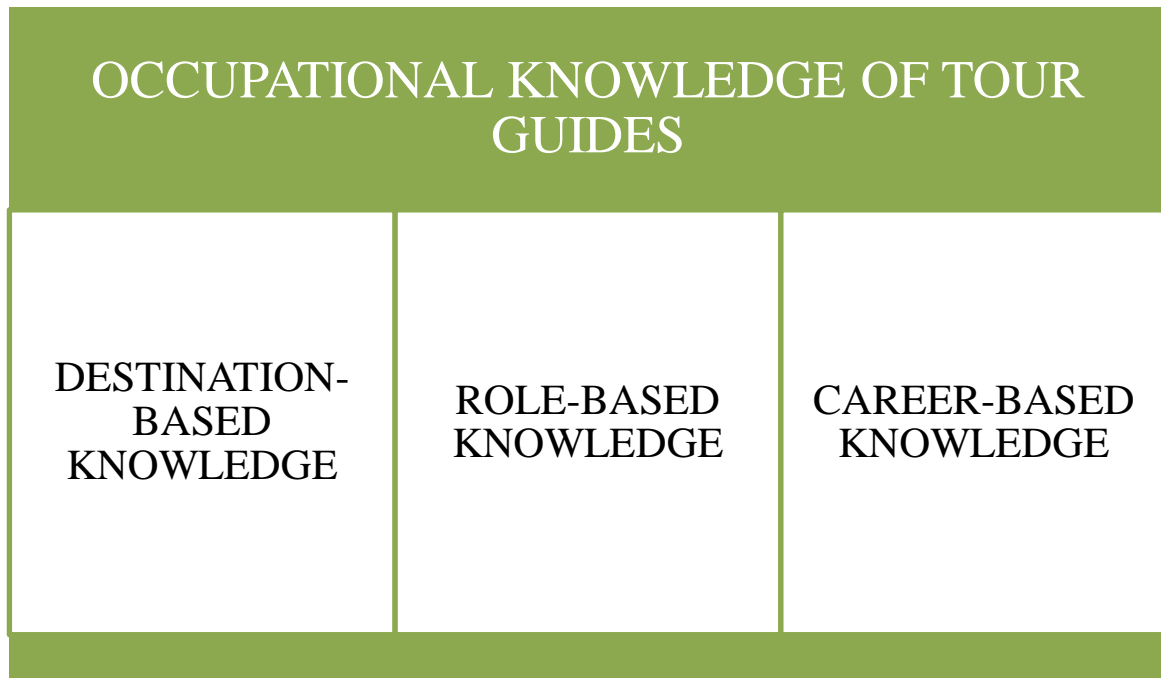 OCCUPATIONAL KNOWLEDGE OF TOUR
GUIDES
DESTINATION-
BASED
KNOWLEDGE
ROLE-BASED
KNOWLEDGE
CAREER-BASED
KNOWLEDGE